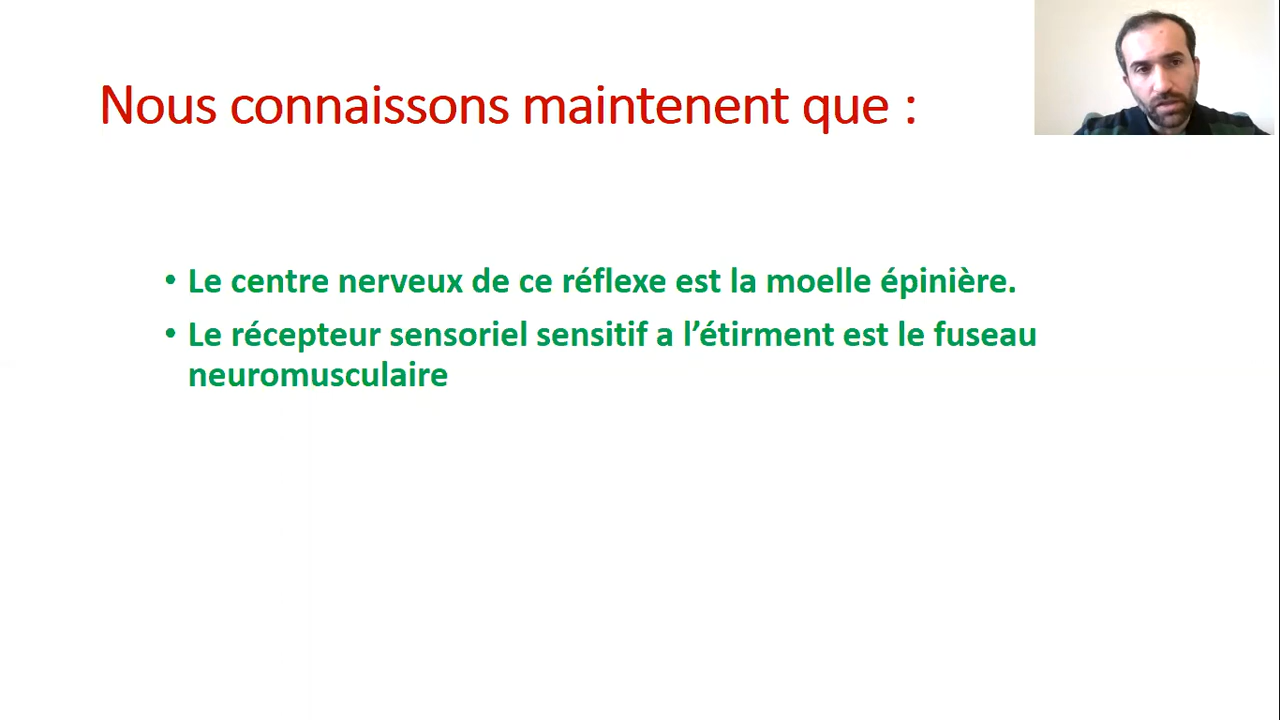 Nous connaissons maintenent que :
• Le centre nerveux de ce réflexe est la moelle épinière.
• Le récepteur sensoriel sensitif a l’étirment est le fuseau
neuromusculaire